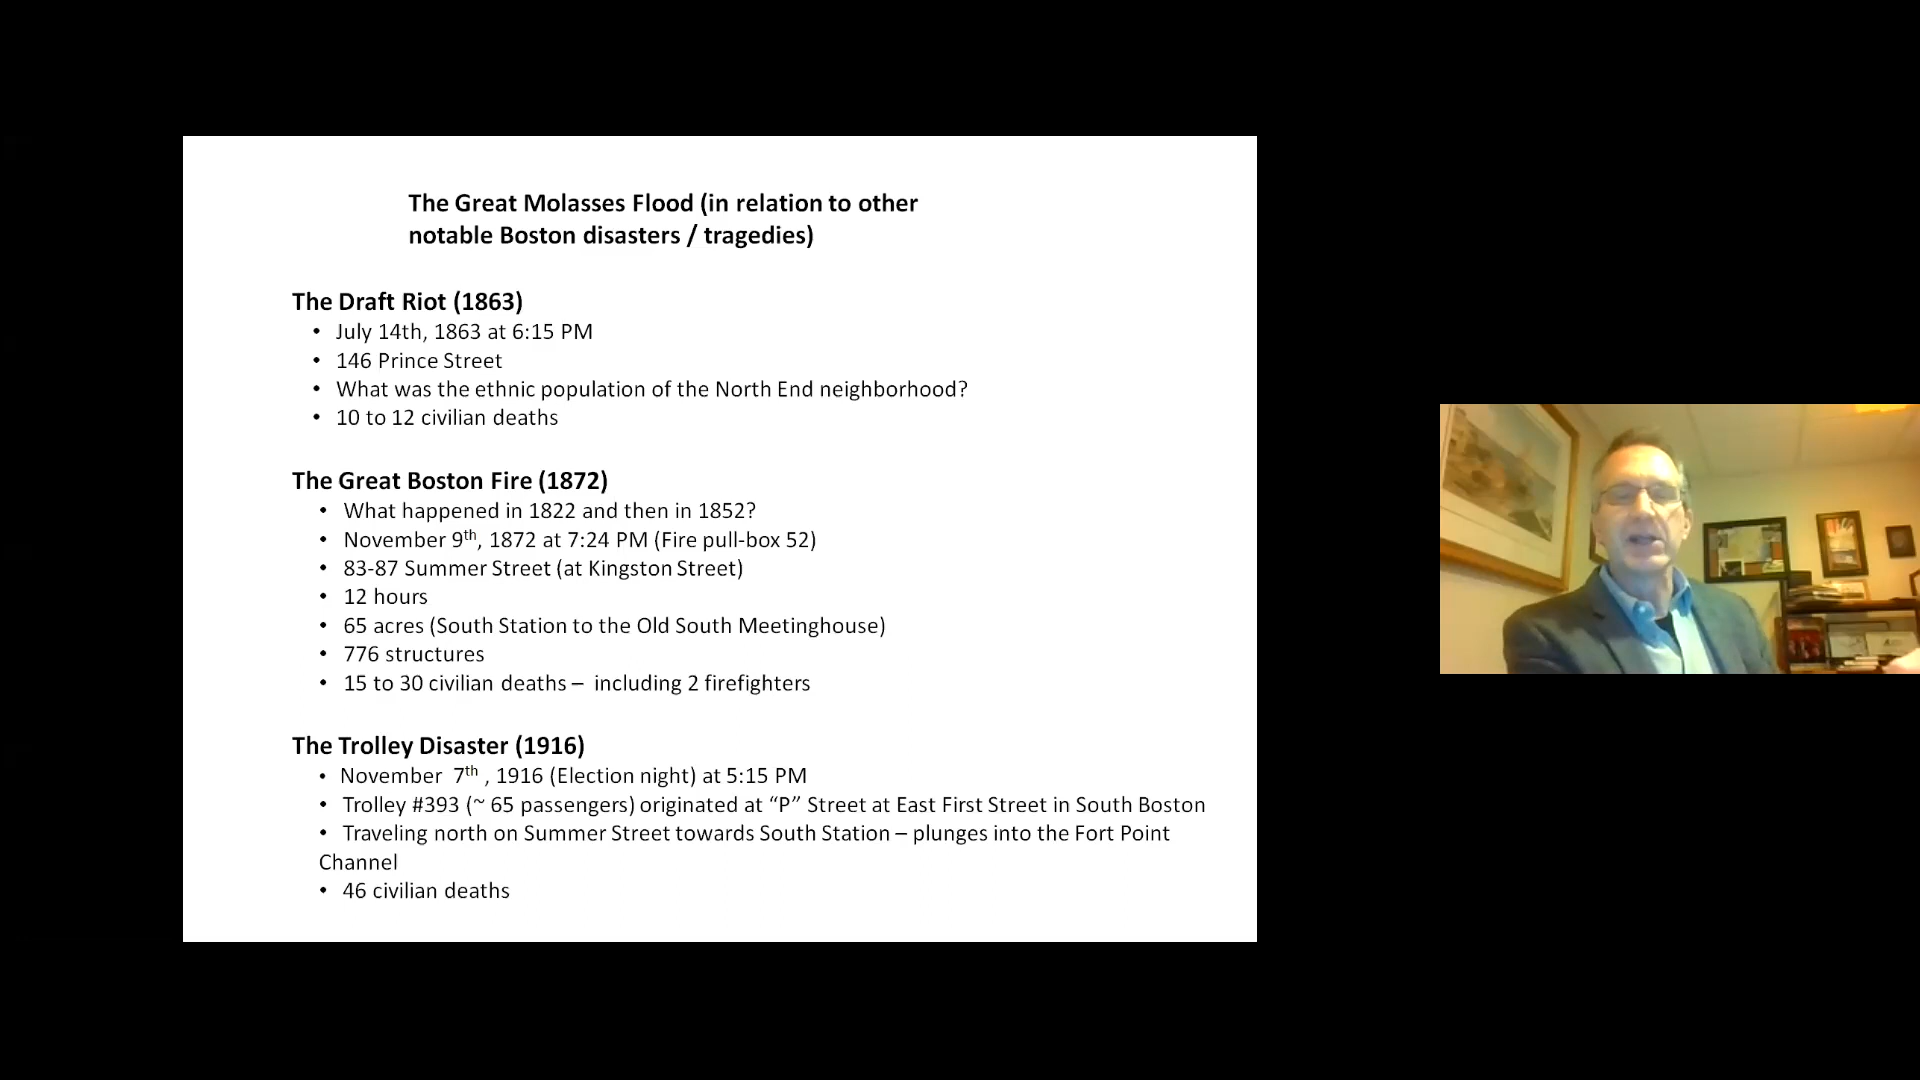 The Great Molasses Flood (in relation to other
notable Boston disasters / tragedies)
The Draft Riot (1863)
• July 14th, 1863 at 6:15 PM
• 146 Prince Street
• What was the ethnic population of the North End neighborhood?
• 10 to 12 civilian deaths
The Great Boston Fire (1872)
• What happened in 1822 and then in 1852?
• November 9th, 1872 at 7:24 PM (Fire pull-box 52)
• 83-87 Summer Street (at Kingston Street)
• 12 hours
• 65 acres (South Station to the Old South Meetinghouse)
• 776 structures
• 15 to 30 civilian deaths – including 2 firefighters
The Trolley Disaster (1916)
• November 7th , 1916 (Election night) at 5:15 PM
• Trolley #393 (~ 65 passengers) originated at “P” Street at East First Street in South Boston
• Traveling north on Summer Street towards South Station – plunges into the Fort Point
Channel
• 46 civilian deaths